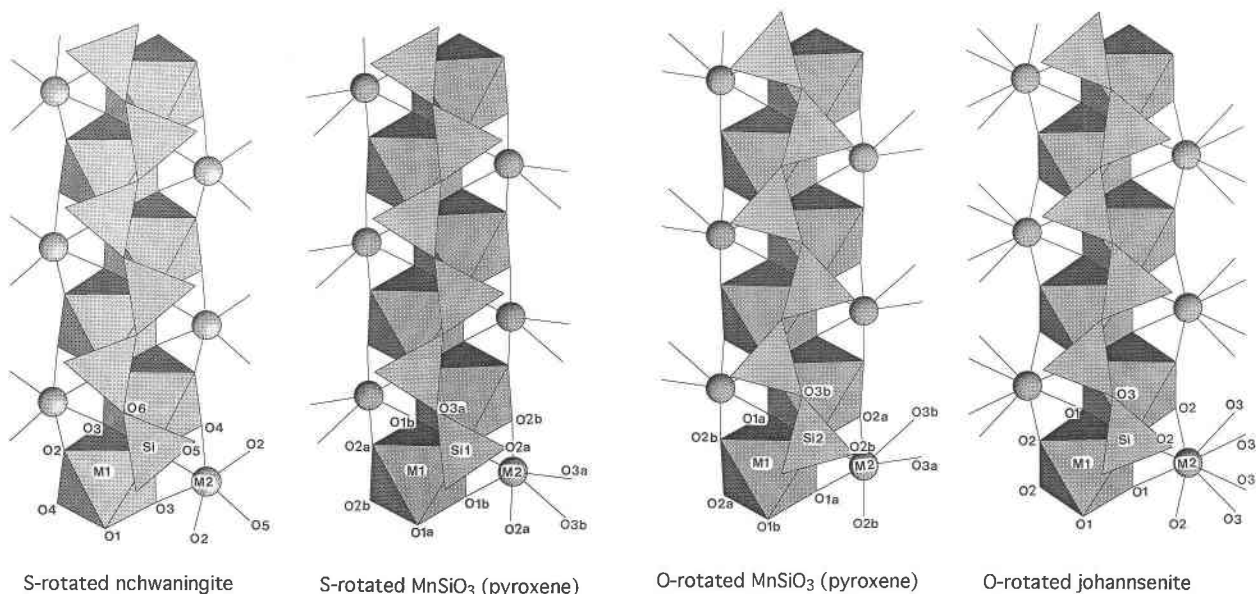 O6
O3
O4
Si
O2
O5
O2
M1
M2
O4
O3
O5
O1
O2
S-rotated nchwaningite
O3a
O1b
O2b
O2a
Si1
O2a
M1
M2
O3a
O2b
O1b
O3b
O1a
O2a
S-rotated MnSiO₃ (pyroxene)
O3b
O1a
O2a
O3b
O2b
Si2
O2b
M1
M2
O3a
O2a
O1a
O1b
O2b
O-rotated MnSiO₃ (pyroxene)
O3
O1
O2
O3
O2
Si
O2
O3
M1
M2
O2
O1
O3
O1
O2
O3
O-rotated johannsenite